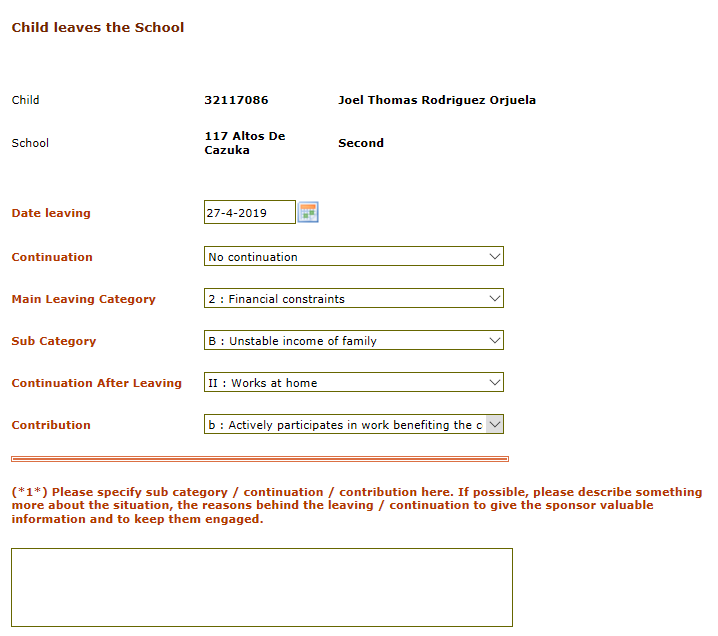 Child leaves the School
Child 32117086 Joel Thomas Rodriguez Orjuela
School 117 Altos De Cazuka Second
Date leaving 27-4-2019
Continuation No continuation
Main Leaving Category 2 : Financial constraints
Sub Category B : Unstable income of family
Continuation After Leaving II : Works at home
Contribution b : Actively participates in work benefiting the c
(*1*) Please specify sub category / continuation / contribution here. If possible, please describe something
more about the situation, the reasons behind the leaving / continuation to give the sponsor valuable
information and to keep them engaged.